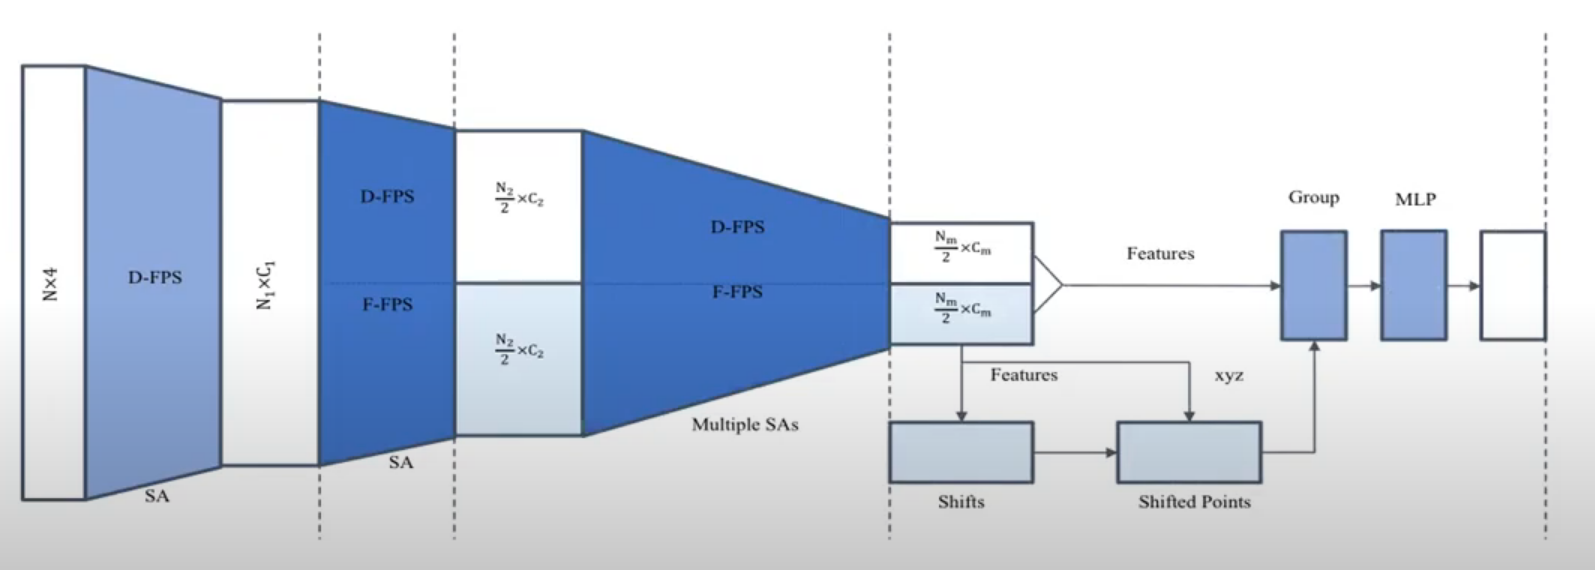 N×4
D-FPS
SA
N₁×C₁
D-FPS
F-FPS
SA
N₂/2 ×C₂
N₂/2 ×C₂
D-FPS
F-FPS
Multiple SAs
Nₘ/2 ×Cₘ
Nₘ/2 ×Cₘ
Features
Group
MLP
Features
xyz
Shifts
Shifted Points